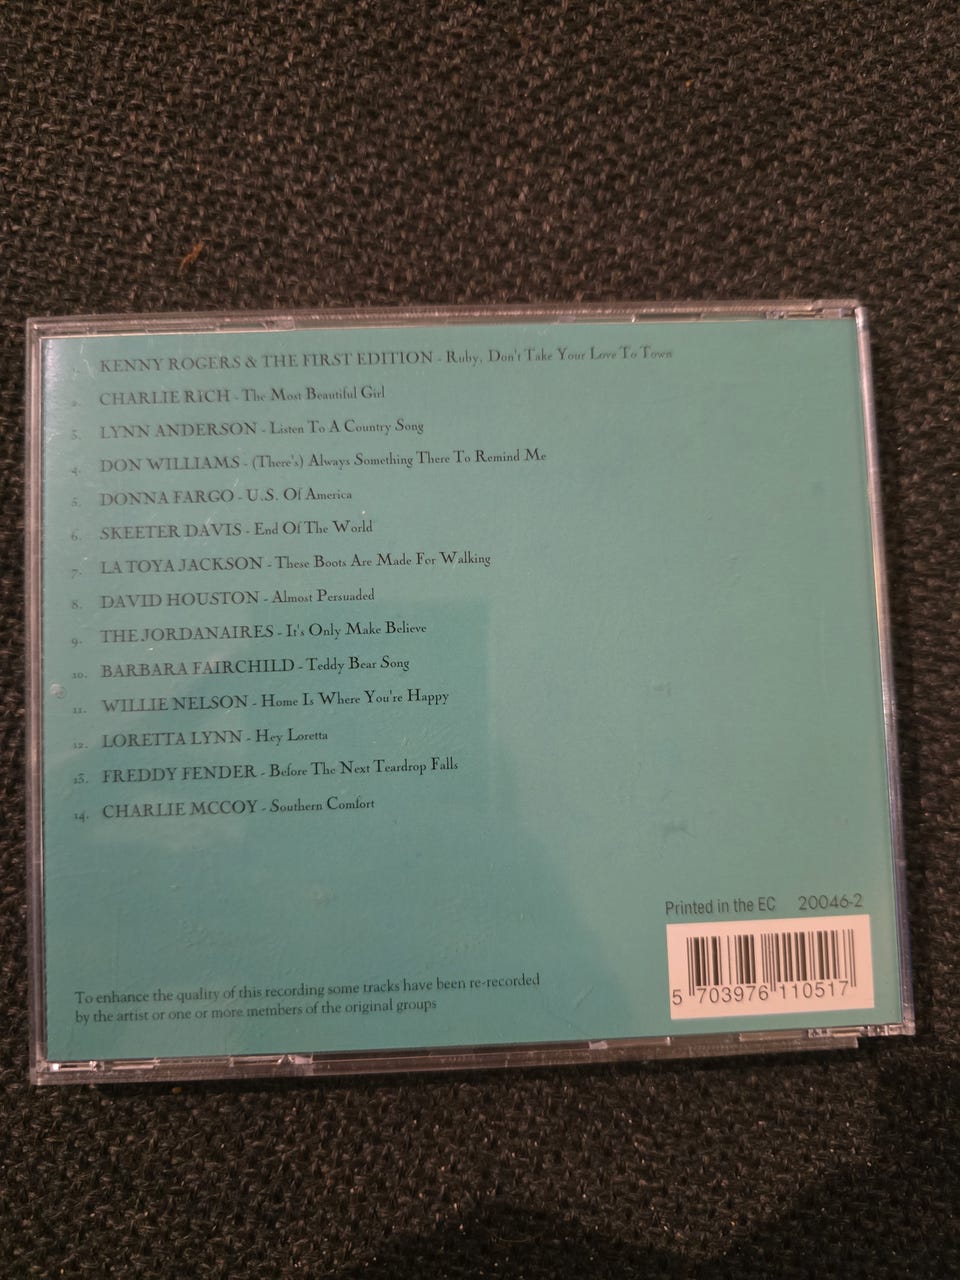 1. KENNY ROGERS & THE FIRST EDITION - Ruby, Don't Take Your Love To Town
2. CHARLIE RICH - The Most Beautiful Girl
3. LYNN ANDERSON - Listen To A Country Song
4. DON WILLIAMS - (There's) Always Something There To Remind Me
5. DONNA FARGO - U.S. Of America
6. SKEETER DAVIS - End Of The World
7. LA TOYA JACKSON - These Boots Are Made For Walking
8. DAVID HOUSTON - Almost Persuaded
9. THE JORDANAIRES - It's Only Make Believe
10. BARBARA FAIRCHILD - Teddy Bear Song
11. WILLIE NELSON - Home Is Where You're Happy
12. LORETTA LYNN - Hey Loretta
13. FREDDY FENDER - Before The Next Teardrop Falls
14. CHARLIE MCCOY - Southern Comfort
Printed in the EC 20046-2
5 703976 110517
To enhance the quality of this recording some tracks have been re-recorded
by the artist or one or more members of the original groups